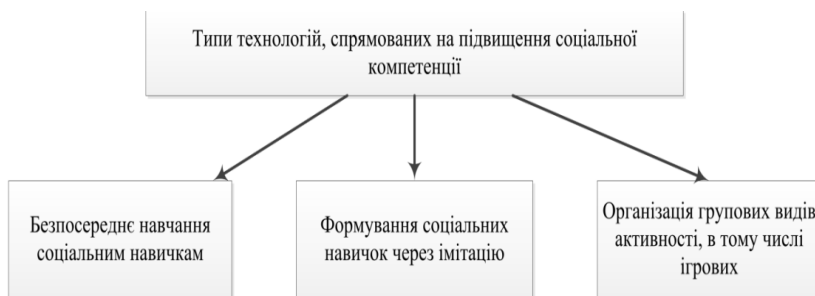 Типи технологій, спрямованих на підвищення соціальної
компетенції
Безпосереднє навчання
соціальним навичкам
Формування соціальних
навичок через імітацію
Організація групових видів
активності, в тому числі
ігрових